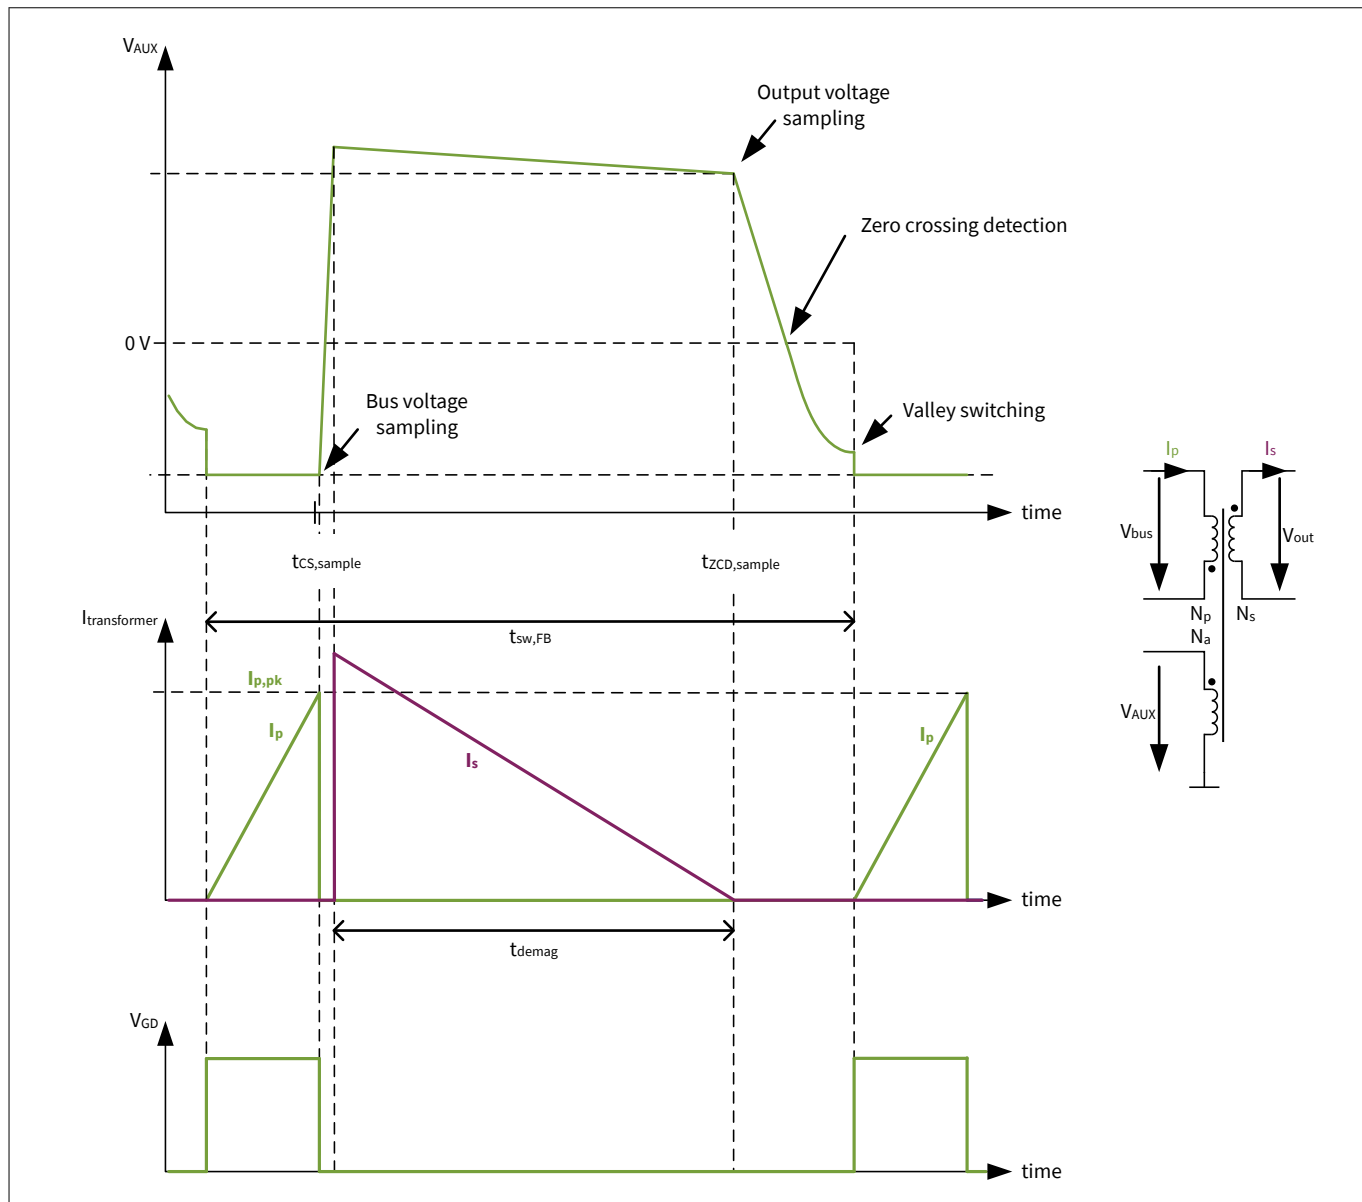 VAUX
Output voltage
sampling
Zero crossing detection
0 V
Bus voltage
sampling
Valley switching
time
tCS,sample
tZCD,sample
Itransformer
tsw,FB
Ip,pk
Ip
Is
Ip
time
tdemag
VGD
time
Ip
Is
Vbus
Vout
Np
Ns
Na
VAUX